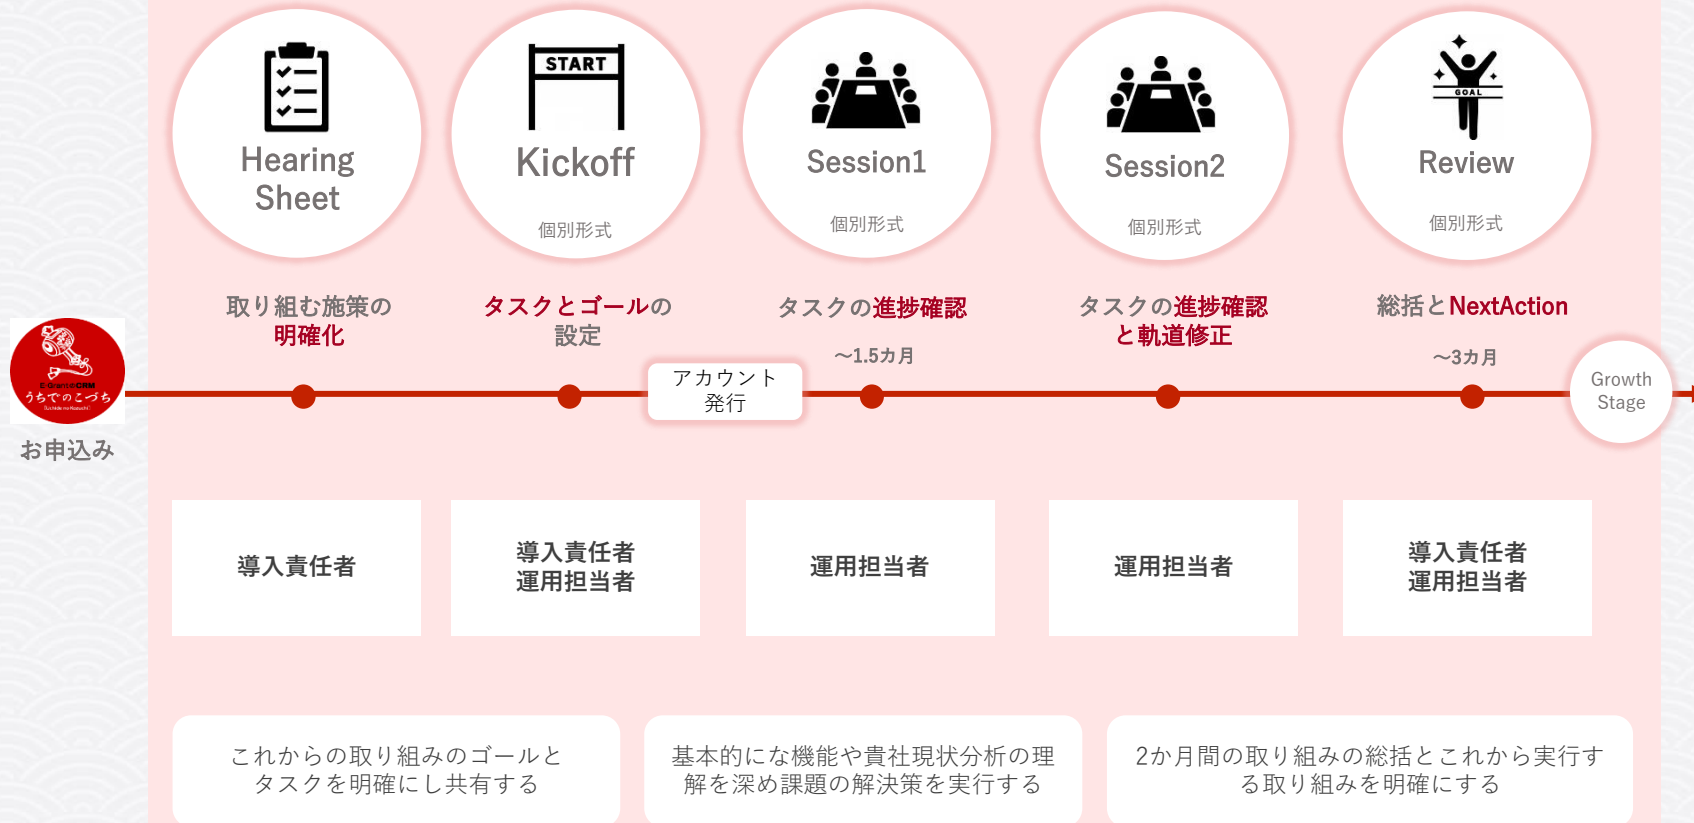 START
GOAL
Hearing
Sheet
Kickoff
個別形式
Session1
個別形式
Session2
個別形式
Review
個別形式
取り組む施策の
明確化
タスクとゴールの
設定
タスクの進捗確認
～1.5カ月
タスクの進捗確認
と軌道修正
総括とNextAction
～3カ月
E-Grant@CRM
うちでのこづち
お申込み
アカウント
発行
Growth
Stage
導入責任者
導入責任者
運用担当者
運用担当者
運用担当者
導入責任者
運用担当者
これからの取り組みのゴールと
タスクを明確にし共有する
基本的にな機能や貴社現状分析の理
解を深め課題の解決策を実行する
2か月間の取り組みの総括とこれから実行す
る取り組みを明確にする